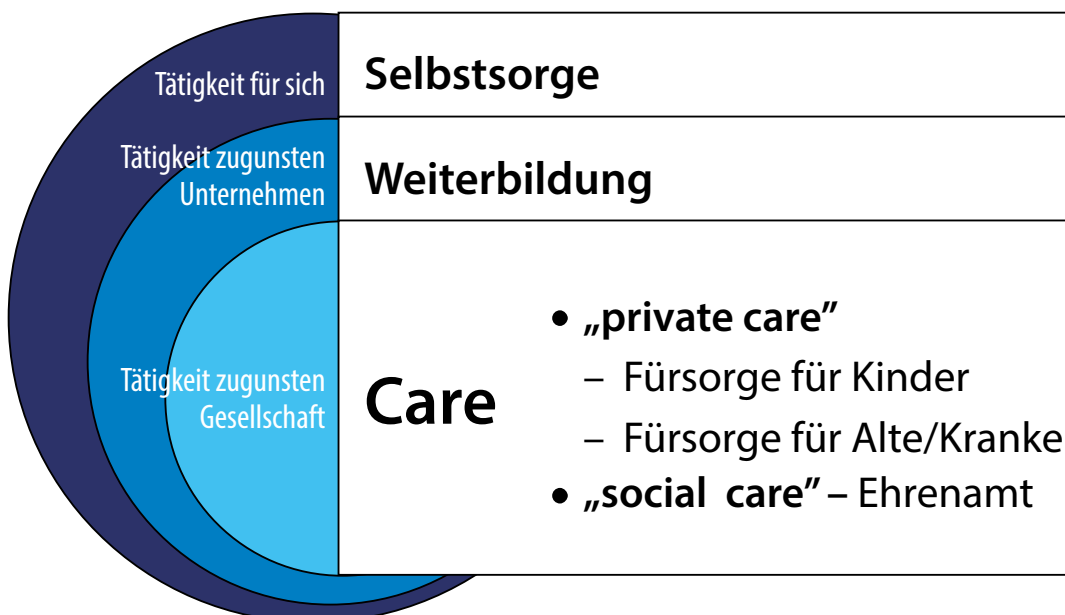 Tätigkeit für sich
Selbstsorge
Tätigkeit zugunsten
Unternehmen
Weiterbildung
Tätigkeit zugunsten
Gesellschaft
Care
• „private care”
– Fürsorge für Kinder
– Fürsorge für Alte/Kranke
• „social care” – Ehrenamt